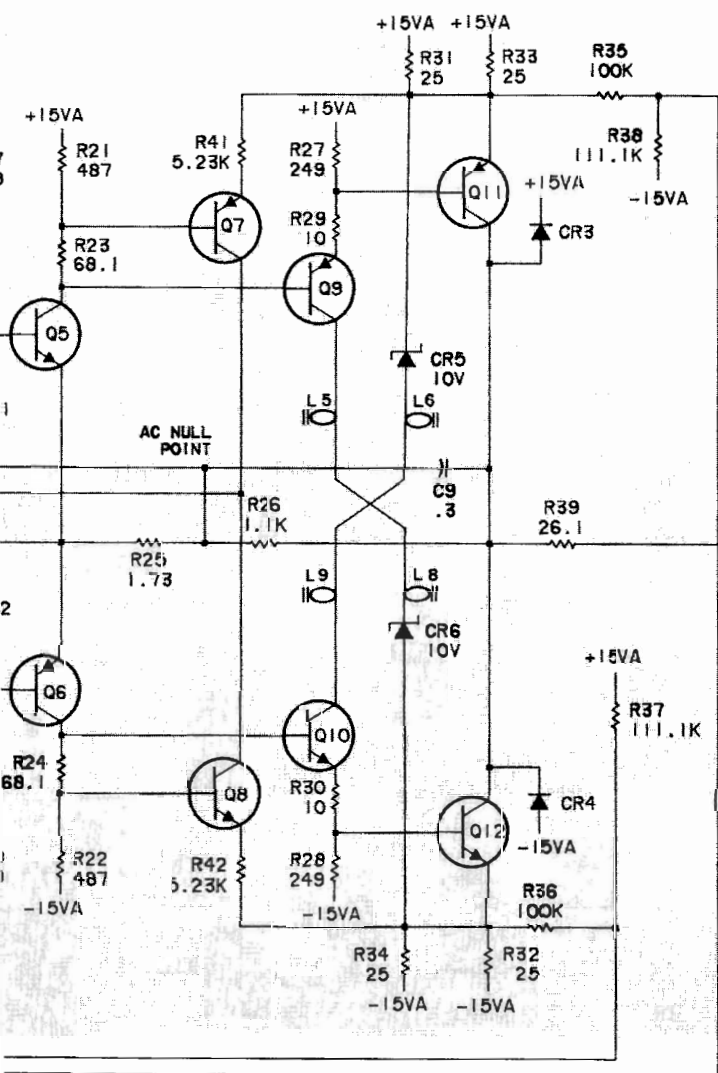 +15VA +15VA
R31
25
R33
25
R35
100K
+15VA
+15VA
R21
487
R41
5.23K
R27
249
R38
111.1K
+15VA
-15VA
Q11
R29
10
Q7
CR3
R23
68.1
Q9
Q5
CR5
10V
L5
L6
AC NULL
POINT
C9
.3
R26
1.1K
R39
26.1
R25
1.73
L9
L8
2
CR6
10V
+15VA
Q6
R37
111.1K
Q10
R24
68.1
Q8
R30
10
CR4
Q12
-15VA
R22
487
R42
5.23K
R28
249
-15VA
-15VA
R36
100K
R34
25
R32
25
-15VA -15VA